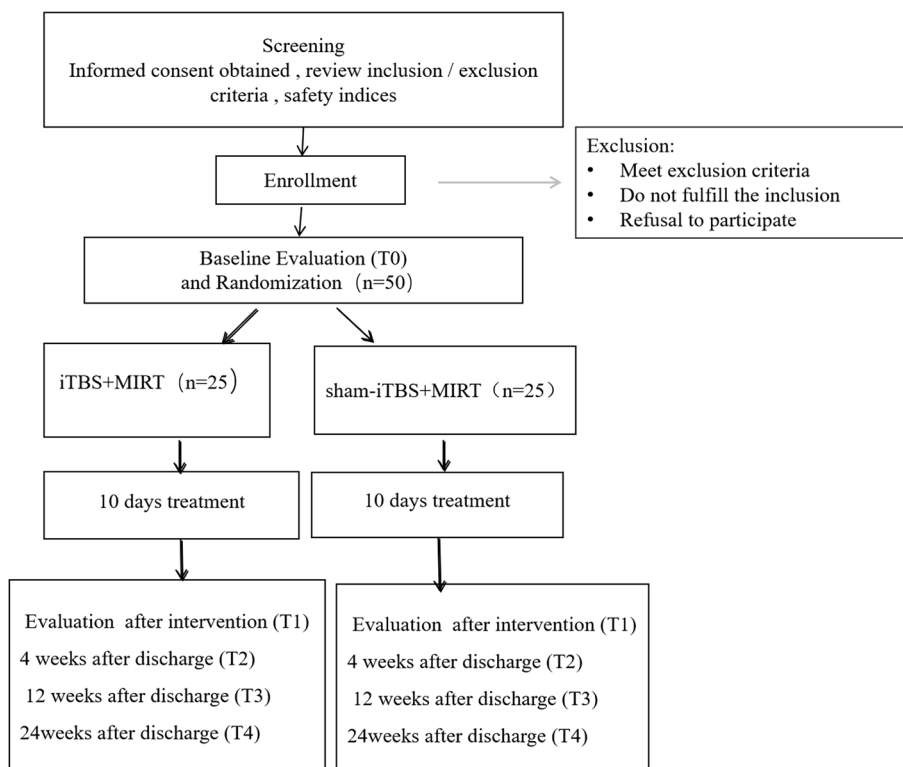 Screening
Informed consent obtained , review inclusion / exclusion
criteria , safety indices
Enrollment
Exclusion:
• Meet exclusion criteria
• Do not fulfill the inclusion
• Refusal to participate
Baseline Evaluation (T0)
and Randomization（n=50）
iTBS+MIRT（n=25）
sham-iTBS+MIRT（n=25）
10 days treatment
10 days treatment
Evaluation after intervention (T1)
4 weeks after discharge (T2)
12 weeks after discharge (T3)
24weeks after discharge (T4)
Evaluation after intervention (T1)
4 weeks after discharge (T2)
12 weeks after discharge (T3)
24weeks after discharge (T4)